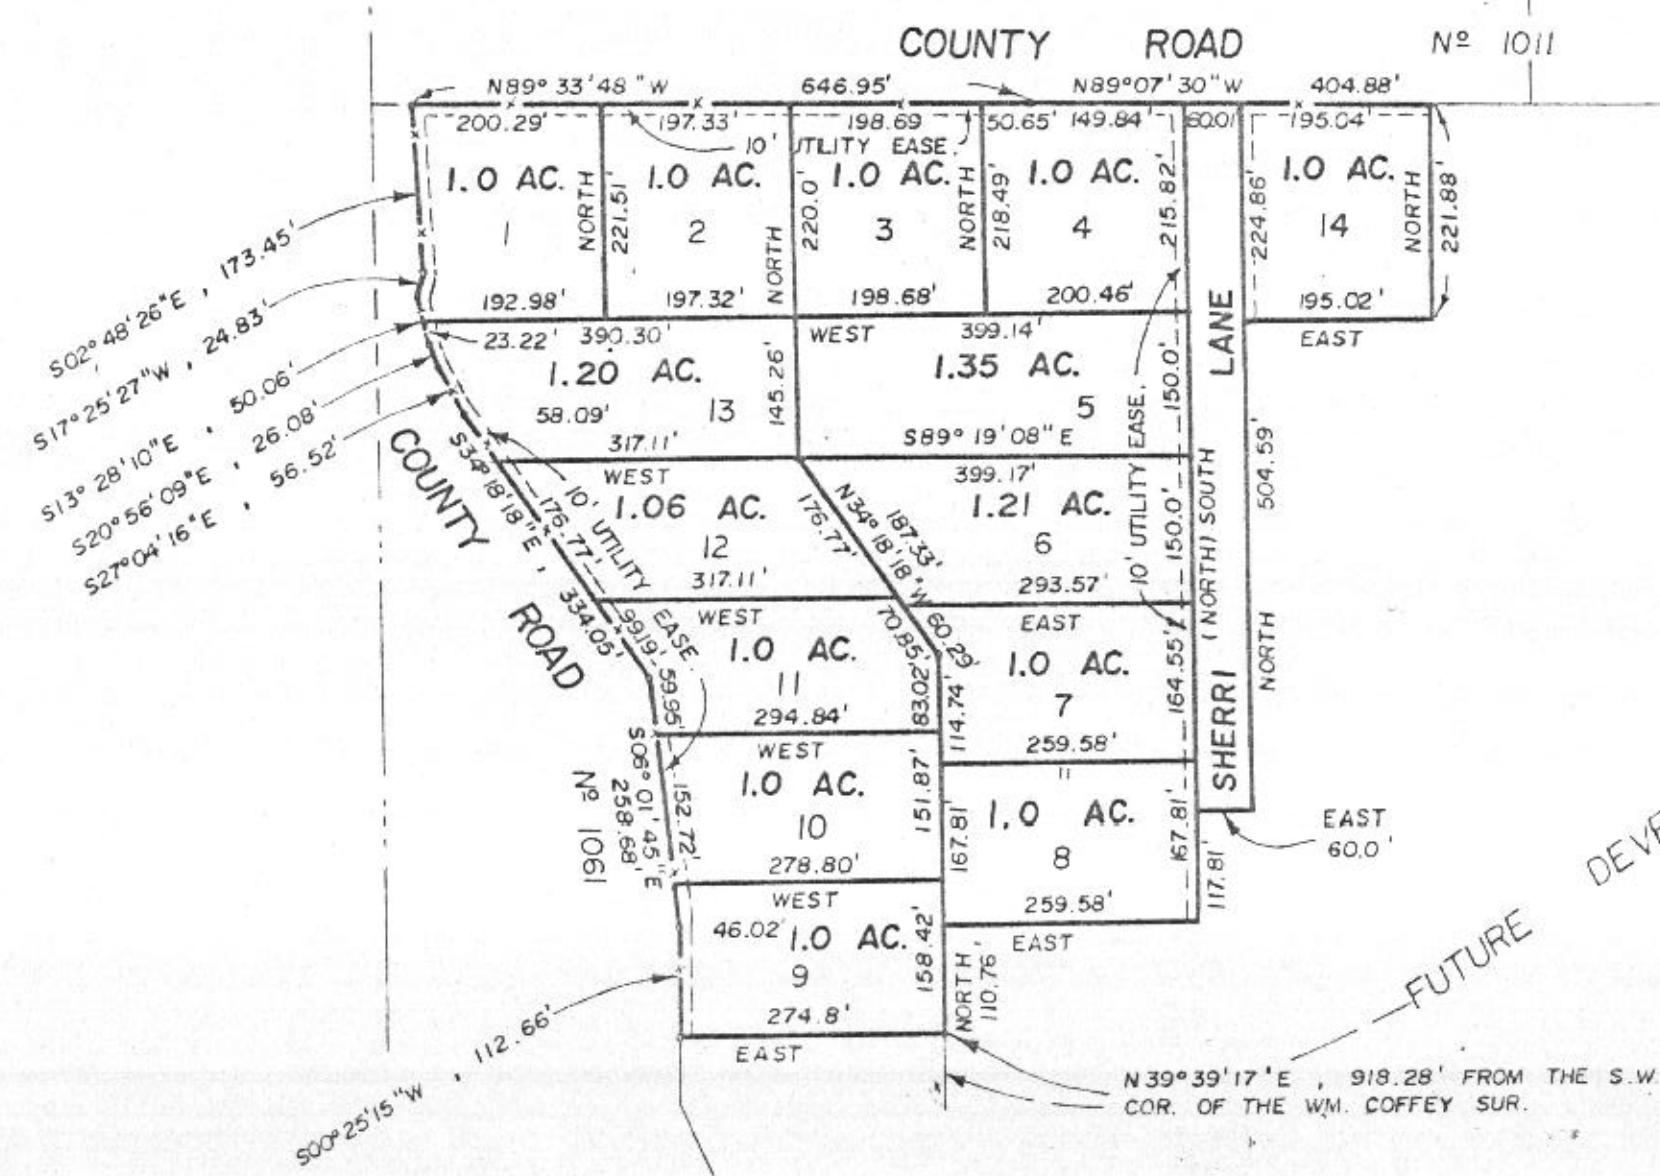 COUNTY ROAD Nº 1011
N89° 33'48"W 646.95' N89°07'30"W 404.88'
200.29' 197.33' 198.69 50.65' 149.84' 60.01' 195.04'
10' UTILITY EASE.
1.0 AC. 1.0 AC. 1.0 AC. 1.0 AC. 1.0 AC.
1 2 3 4 14
NORTH 221.51'
NORTH 220.0'
NORTH 218.49'
215.82'
224.86'
NORTH 221.88'
192.98' 197.32' 198.68' 200.46' 195.02'
EAST
S02°48'26"E , 173.45'
S17°25'27"W , 24.83'
S13°28'10"E , 50.06'
S20°56'09"E , 26.08'
S27°04'16"E , 56.52'
23.22' 390.30' WEST 399.14'
1.20 AC. 1.35 AC.
58.09' 13 5
145.26'
150.0'
10' UTILITY EASE.
317.11' S89° 19'08"E
WEST 399.17'
COUNTY ROAD
S34°18'18"E , 334.05'
176.77'
10' UTILITY EASE.
1.06 AC. 1.21 AC.
12 6
176.77'
N34°18'18"W
187.33'
150.0'
317.11' 293.57'
WEST EAST
99.19'
70.85'
60.29'
1.0 AC. 1.0 AC.
11 7
59.95'
83.02'
114.74'
164.55'
294.84' 259.58'
WEST "
SHERRI LANE
(NORTH) SOUTH
504.59'
NORTH
S06°01'45"E
258.68'
Nº 1061
152.72'
1.0 AC. 1.0 AC.
10 8
151.87'
167.81'
167.81'
117.81'
EAST
60.0'
278.80' 259.58'
WEST EAST
46.02' 1.0 AC.
9
158.42'
NORTH 110.76'
274.8'
EAST
S00°25'15"W , 112.66'
FUTURE DEVE
N39°39'17"E , 918.28' FROM THE S.W.
COR. OF THE WM. COFFEY SUR.